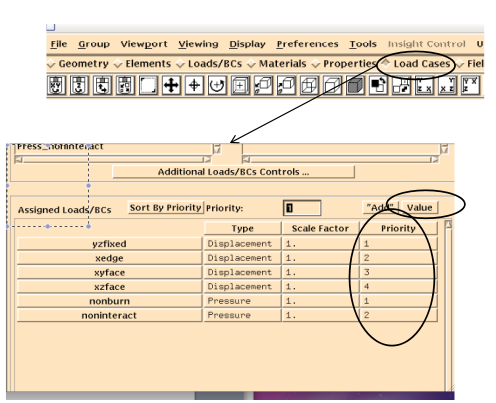 File Group Viewport Viewing Display Preferences Tools Insight Control U
Geometry Elements Loads/BCs Materials Properties Load Cases Fiel
Press_nonInteract
Additional Loads/BCs Controls ...
Assigned Loads/BCs Sort By Priority Priority: 1 "Add" Value
Type Scale Factor Priority
yzfixed Displacement 1. 1
xedge Displacement 1. 2
xyface Displacement 1. 3
xzface Displacement 1. 4
nonburn Pressure 1. 1
noninteract Pressure 1. 2